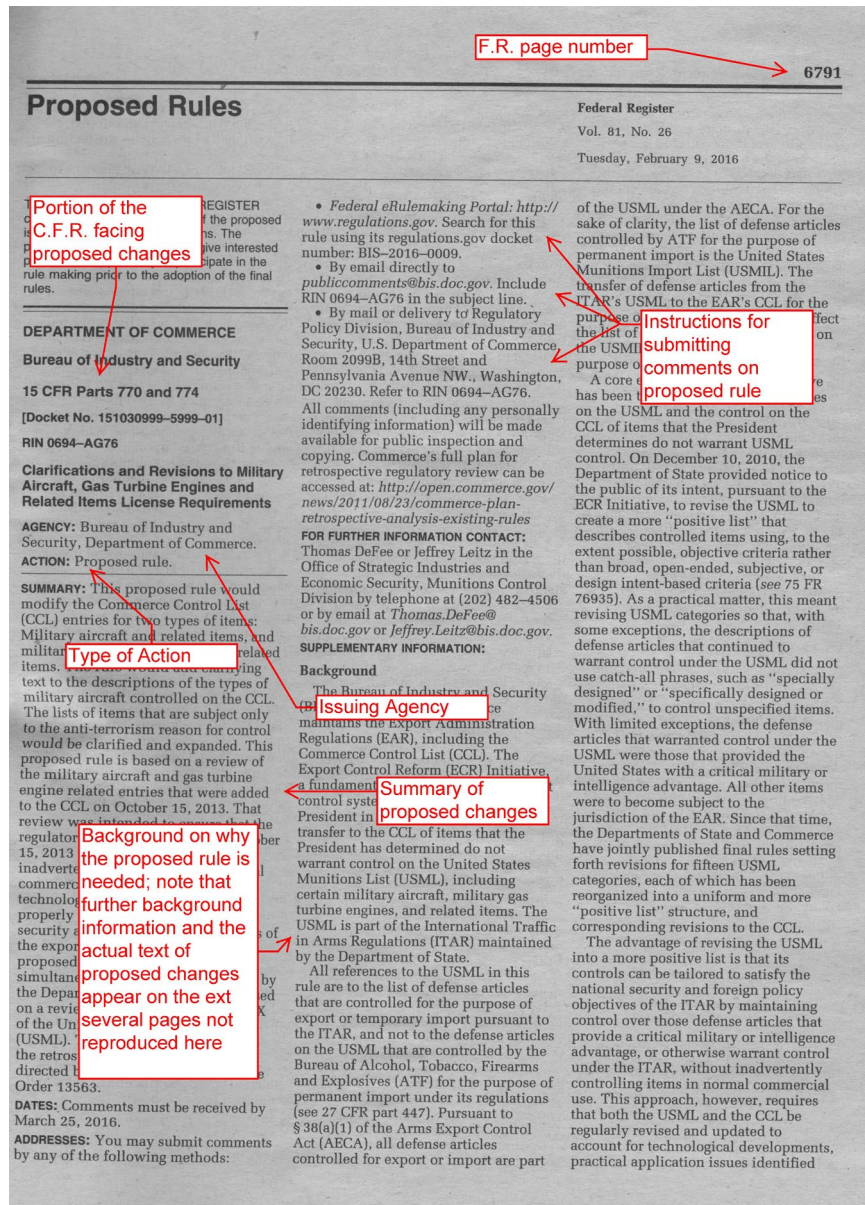 F.R. page number
6791
Proposed Rules
Federal Register
Vol. 81, No. 26
Tuesday, February 9, 2016
Portion of the
C.F.R. facing
proposed changes
REGISTER
of the proposed
The
give interested
rule making prior to the adoption of the final
rules.
DEPARTMENT OF COMMERCE
Bureau of Industry and Security
15 CFR Parts 770 and 774
[Docket No. 151030999–5999–01]
RIN 0694–AG76
Clarifications and Revisions to Military
Aircraft, Gas Turbine Engines and
Related Items License Requirements
AGENCY: Bureau of Industry and
Security, Department of Commerce.
ACTION: Proposed rule.
SUMMARY: This proposed rule would
modify the Commerce Control List
(CCL) entries for two types of items:
Military aircraft and related items, and
related
Type of Action
items.
text to the descriptions of the types of
military aircraft controlled on the CCL.
The lists of items that are subject only
to the anti-terrorism reason for control
would be clarified and expanded. This
proposed rule is based on a review of
the military aircraft and gas turbine
engine related entries that were added
to the CCL on October 15, 2013. That
review was intended to ensure that the
15, 2013
security
of
the
proposed
by
the
on a
of the
(USML).
the
directed
Order 13563.
Background on why
the proposed rule is
needed; note that
further background
information and the
actual text of
proposed changes
appear on the ext
several pages not
reproduced here
DATES: Comments must be received by
March 25, 2016.
ADDRESSES: You may submit comments
by any of the following methods:
• Federal eRulemaking Portal: http://
www.regulations.gov. Search for this
rule using its regulations.gov docket
number: BIS–2016–0009.
• By email directly to
publiccomments@bis.doc.gov. Include
RIN 0694–AG76 in the subject line.
• By mail or delivery to Regulatory
Policy Division, Bureau of Industry and
Security, U.S. Department of Commerce,
Room 2099B, 14th Street and
Pennsylvania Avenue NW., Washington,
DC 20230. Refer to RIN 0694–AG76.
All comments (including any personally
identifying information) will be made
available for public inspection and
copying. Commerce's full plan for
retrospective regulatory review can be
accessed at: http://open.commerce.gov/
news/2011/08/23/commerce-plan-
retrospective-analysis-existing-rules
FOR FURTHER INFORMATION CONTACT:
Thomas DeFee or Jeffrey Leitz in the
Office of Strategic Industries and
Economic Security, Munitions Control
Division by telephone at (202) 482–4506
or by email at Thomas.DeFee@
bis.doc.gov or Jeffrey.Leitz@bis.doc.gov.
SUPPLEMENTARY INFORMATION:
Background
The Bureau of Industry and Security
Issuing Agency
maintains the Export Administration
Regulations (EAR), including the
Commerce Control List (CCL). The
Export Control Reform (ECR) Initiative,
a
control
President in
Summary of
proposed changes
transfer to the CCL of items that the
President has determined do not
warrant control on the United States
Munitions List (USML), including
certain military aircraft, military gas
turbine engines, and related items. The
USML is part of the International Traffic
in Arms Regulations (ITAR) maintained
by the Department of State.
All references to the USML in this
rule are to the list of defense articles
that are controlled for the purpose of
export or temporary import pursuant to
the ITAR, and not to the defense articles
on the USML that are controlled by the
Bureau of Alcohol, Tobacco, Firearms
and Explosives (ATF) for the purpose of
permanent import under its regulations
(see 27 CFR part 447). Pursuant to
§ 38(a)(1) of the Arms Export Control
Act (AECA), all defense articles
controlled for export or import are part
of the USML under the AECA. For the
sake of clarity, the list of defense articles
controlled by ATF for the purpose of
permanent import is the United States
Munitions Import List (USMIL). The
transfer of defense articles from the
ITAR's USML to the EAR's CCL for the
purpose
the list of
on
the
purpose
A core
has been
Instructions for
submitting
comments on
proposed rule
on the USML and the control on the
CCL of items that the President
determines do not warrant USML
control. On December 10, 2010, the
Department of State provided notice to
the public of its intent, pursuant to the
ECR Initiative, to revise the USML to
create a more "positive list" that
describes controlled items using, to the
extent possible, objective criteria rather
than broad, open-ended, subjective, or
design intent-based criteria (see 75 FR
76935). As a practical matter, this meant
revising USML categories so that, with
some exceptions, the descriptions of
defense articles that continued to
warrant control under the USML did not
use catch-all phrases, such as "specially
designed" or "specifically designed or
modified," to control unspecified items.
With limited exceptions, the defense
articles that warranted control under the
USML were those that provided the
United States with a critical military or
intelligence advantage. All other items
were to become subject to the
jurisdiction of the EAR. Since that time,
the Departments of State and Commerce
have jointly published final rules setting
forth revisions for fifteen USML
categories, each of which has been
reorganized into a uniform and more
"positive list" structure, and
corresponding revisions to the CCL.
The advantage of revising the USML
into a more positive list is that its
controls can be tailored to satisfy the
national security and foreign policy
objectives of the ITAR by maintaining
control over those defense articles that
provide a critical military or intelligence
advantage, or otherwise warrant control
under the ITAR, without inadvertently
controlling items in normal commercial
use. This approach, however, requires
that both the USML and the CCL be
regularly revised and updated to
account for technological developments,
practical application issues identified